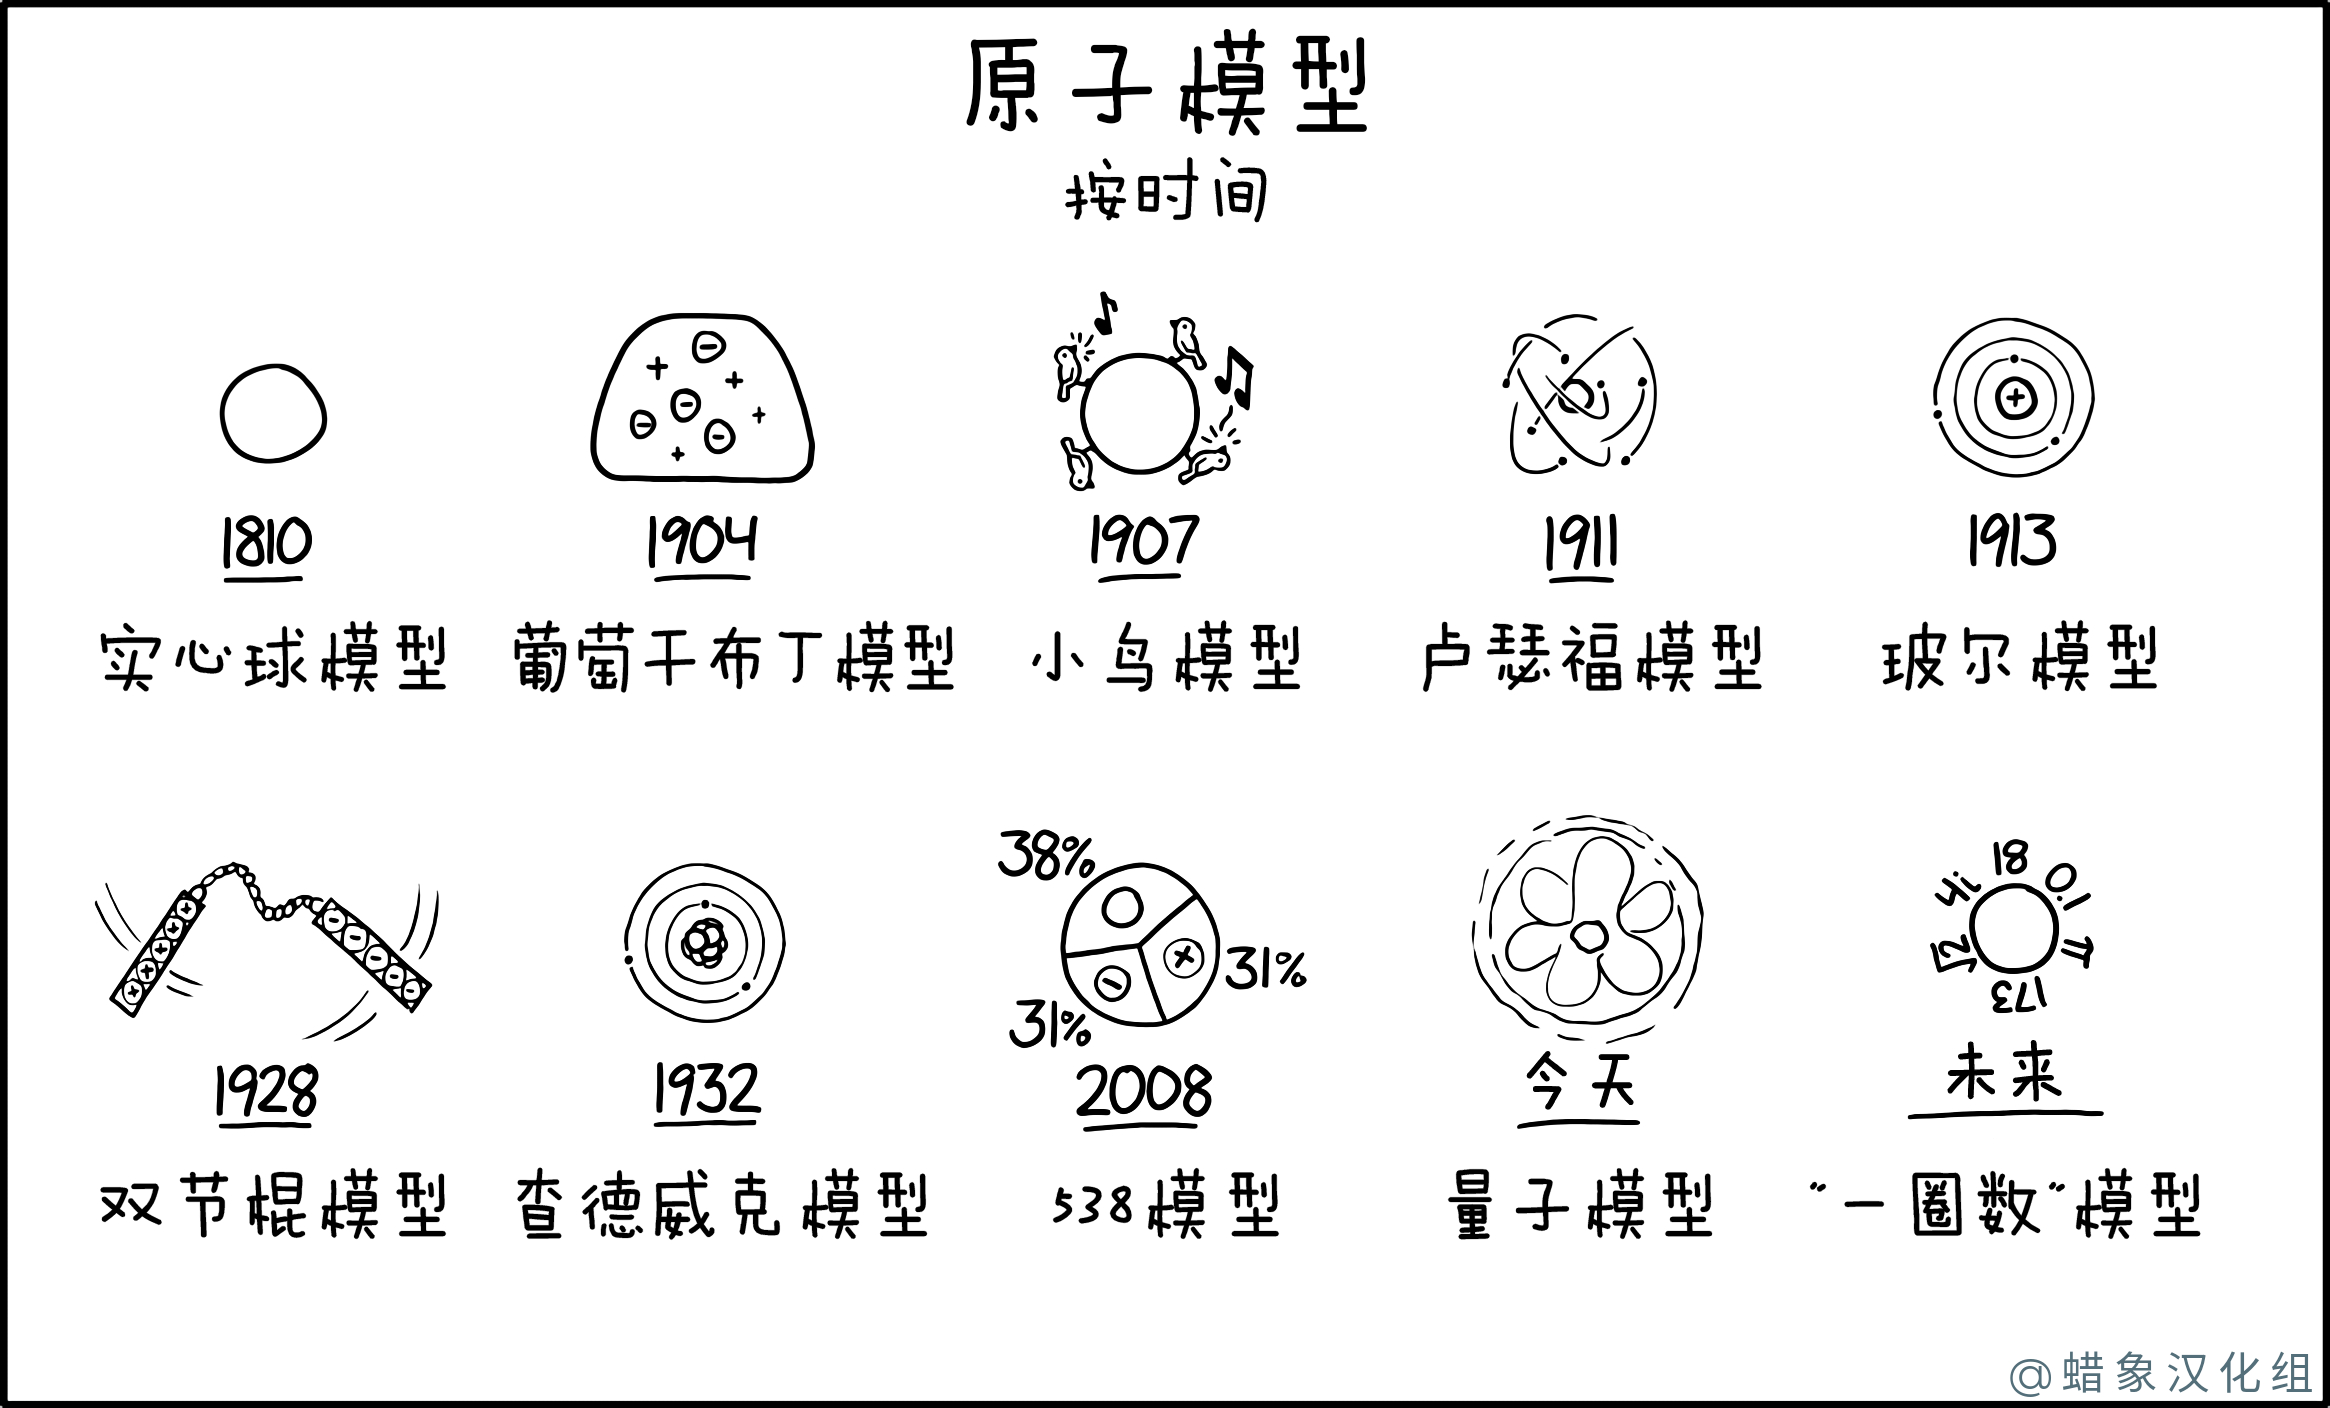 原子模型
按时间
♪
♫
1810
1904
1907
1911
1913
实心球模型
葡萄干布丁模型
小鸟模型
卢瑟福模型
玻尔模型
38%
31%
31%
18
0.1
π
173
√2
4i
1928
1932
2008
今天
未来
双节棍模型
查德威克模型
538模型
量子模型
"一圈数"模型
@蜡象汉化组